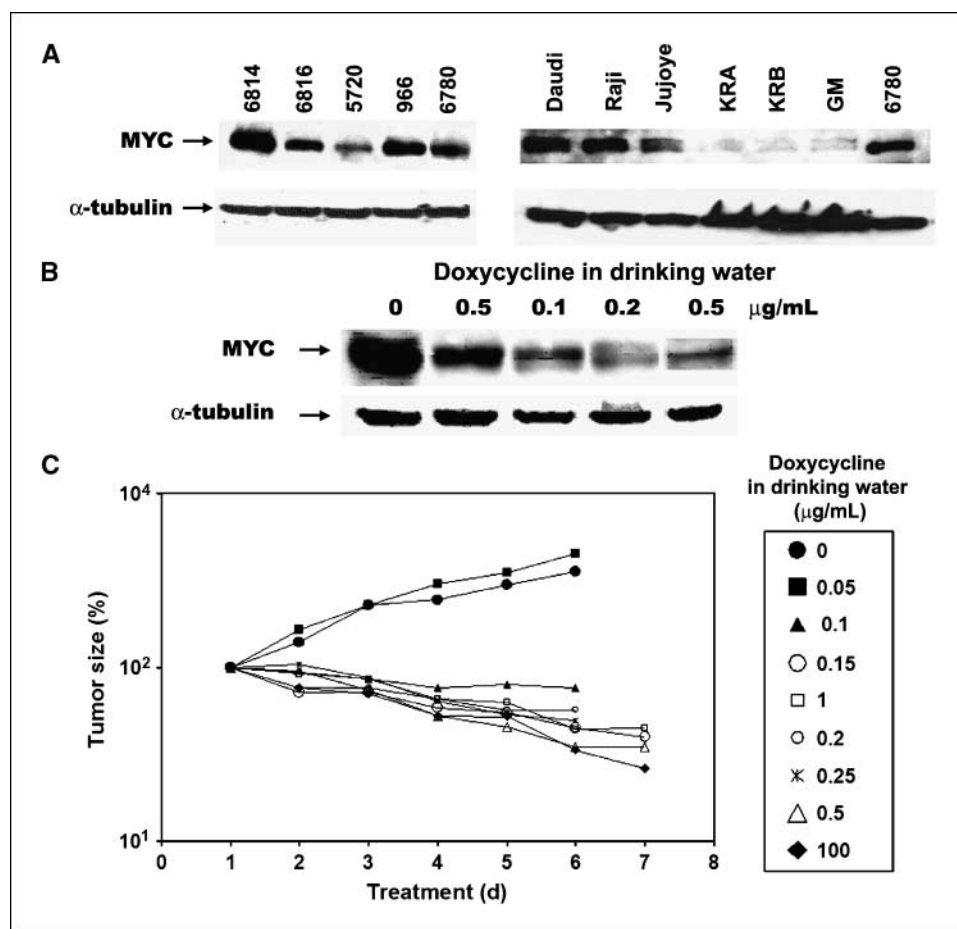 A
6814 6816 5720 966 6780 Daudi Raji Jujoye KRA KRB GM 6780
MYC
α-tubulin
B
Doxycycline in drinking water
0 0.5 0.1 0.2 0.5 μg/mL
MYC
α-tubulin
C
Doxycycline
in drinking water
(μg/mL)
0
0.05
0.1
0.15
1
0.2
0.25
0.5
100
10⁴
10²
10¹
Tumor size (%)
0 1 2 3 4 5 6 7 8
Treatment (d)